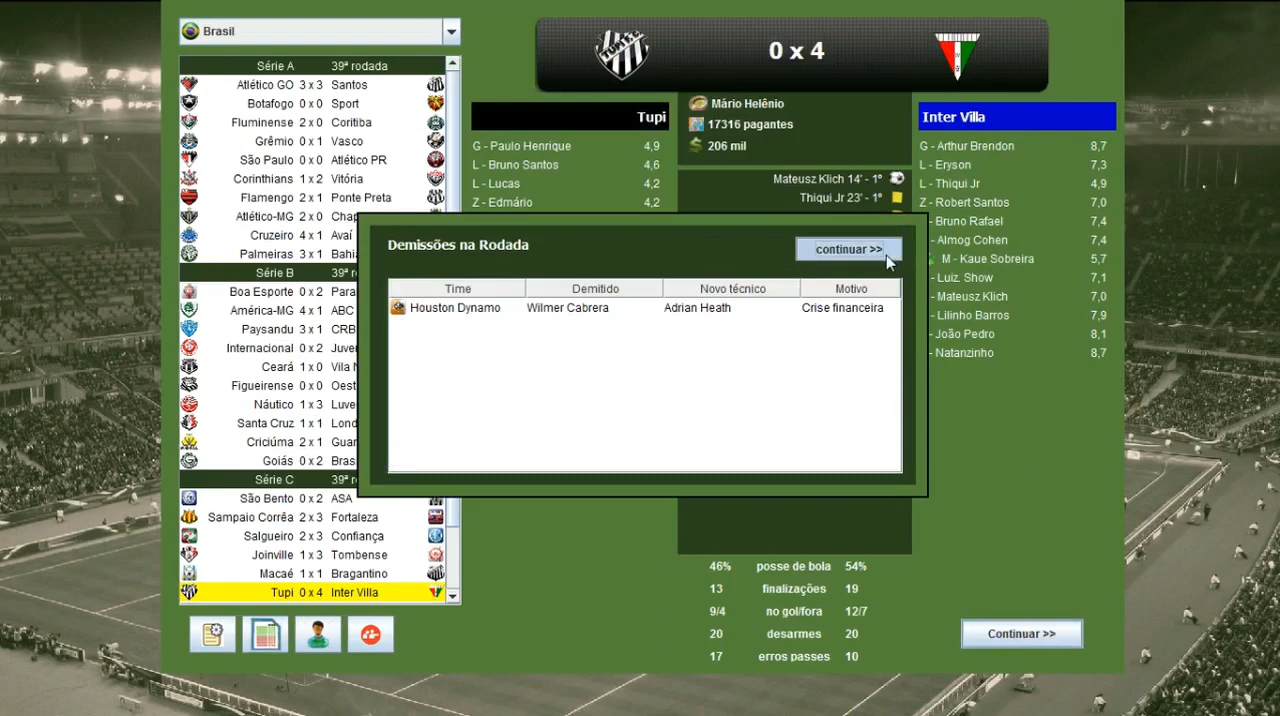 Brasil
Série A 39ª rodada
Atlético GO 3 x 3 Santos
Botafogo 0 x 0 Sport
Fluminense 2 x 0 Coritiba
Grêmio 0 x 1 Vasco
São Paulo 0 x 0 Atlético PR
Corinthians 1 x 2 Vitória
Flamengo 2 x 1 Ponte Preta
Atlético-MG 2 x 0 Chap
Cruzeiro 4 x 1 Avaí
Palmeiras 3 x 1 Bahi
Série B
Boa Esporte 0 x 2 Para
América-MG 4 x 1 ABC
Paysandu 3 x 1 CRB
Internacional 0 x 2 Juve
Ceará 1 x 0 Vila N
Figueirense 0 x 0 Oest
Náutico 1 x 3 Luve
Santa Cruz 1 x 1 Lond
Criciúma 2 x 1 Guar
Goiás 0 x 2 Bras
Série C 39ª r
São Bento 0 x 2 ASA
Sampaio Corrêa 2 x 3 Fortaleza
Salgueiro 2 x 3 Confiança
Joinville 1 x 3 Tombense
Macaé 1 x 1 Bragantino
Tupi 0 x 4 Inter Villa
0 x 4
Tupi
G - Paulo Henrique 4,9
L - Bruno Santos 4,6
L - Lucas 4,2
Z - Edmário 4,2
Mário Helênio
17316 pagantes
206 mil
Mateusz Klich 14' - 1º
Thiqui Jr 23' - 1º
Inter Villa
G - Arthur Brendon 8,7
L - Eryson 7,3
L - Thiqui Jr 4,9
Z - Robert Santos 7,0
- Bruno Rafael 7,4
- Almog Cohen 7,4
M - Kaue Sobreira 5,7
- Luiz. Show 7,1
- Mateusz Klich 7,0
- Lilinho Barros 7,9
- João Pedro 8,1
- Natanzinho 8,7
Demissões na Rodada
continuar >>
Time Demitido Novo técnico Motivo
Houston Dynamo Wilmer Cabrera Adrian Heath Crise financeira
46% posse de bola 54%
13 finalizações 19
9/4 no gol/fora 12/7
20 desarmes 20
17 erros passes 10
Continuar >>